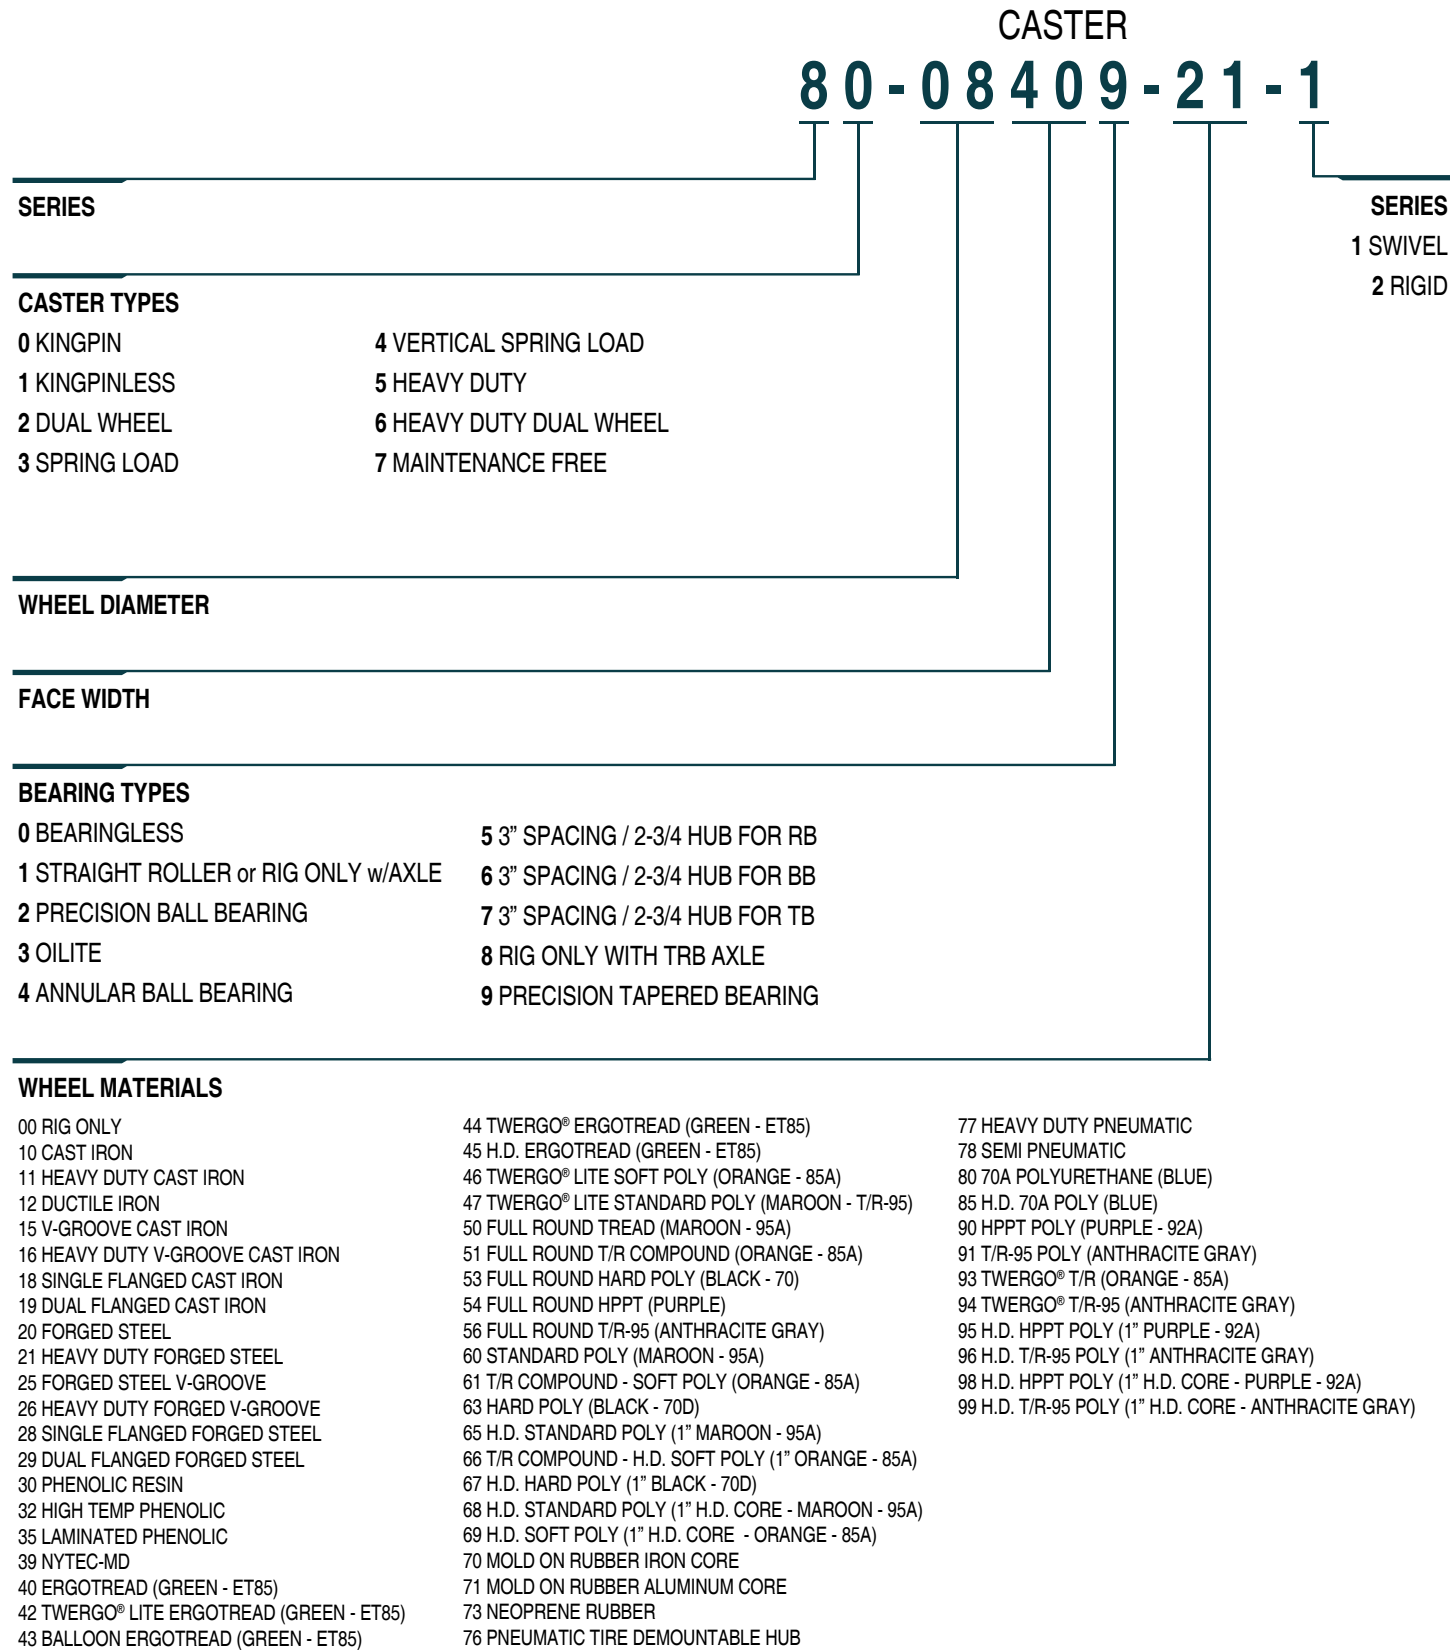 CASTER
80-08409-21-1
SERIES
SERIES
1 SWIVEL
2 RIGID
CASTER TYPES
0 KINGPIN
1 KINGPINLESS
2 DUAL WHEEL
3 SPRING LOAD
4 VERTICAL SPRING LOAD
5 HEAVY DUTY
6 HEAVY DUTY DUAL WHEEL
7 MAINTENANCE FREE
WHEEL DIAMETER
FACE WIDTH
BEARING TYPES
0 BEARINGLESS
1 STRAIGHT ROLLER or RIG ONLY w/AXLE
2 PRECISION BALL BEARING
3 OILITE
4 ANNULAR BALL BEARING
5 3” SPACING / 2-3/4 HUB FOR RB
6 3” SPACING / 2-3/4 HUB FOR BB
7 3” SPACING / 2-3/4 HUB FOR TB
8 RIG ONLY WITH TRB AXLE
9 PRECISION TAPERED BEARING
WHEEL MATERIALS
00 RIG ONLY
10 CAST IRON
11 HEAVY DUTY CAST IRON
12 DUCTILE IRON
15 V-GROOVE CAST IRON
16 HEAVY DUTY V-GROOVE CAST IRON
18 SINGLE FLANGED CAST IRON
19 DUAL FLANGED CAST IRON
20 FORGED STEEL
21 HEAVY DUTY FORGED STEEL
25 FORGED STEEL V-GROOVE
26 HEAVY DUTY FORGED V-GROOVE
28 SINGLE FLANGED FORGED STEEL
29 DUAL FLANGED FORGED STEEL
30 PHENOLIC RESIN
32 HIGH TEMP PHENOLIC
35 LAMINATED PHENOLIC
39 NYTEC-MD
40 ERGOTREAD (GREEN - ET85)
42 TWERGO® LITE ERGOTREAD (GREEN - ET85)
43 BALLOON ERGOTREAD (GREEN - ET85)
44 TWERGO® ERGOTREAD (GREEN - ET85)
45 H.D. ERGOTREAD (GREEN - ET85)
46 TWERGO® LITE SOFT POLY (ORANGE - 85A)
47 TWERGO® LITE STANDARD POLY (MAROON - T/R-95)
50 FULL ROUND TREAD (MAROON - 95A)
51 FULL ROUND T/R COMPOUND (ORANGE - 85A)
53 FULL ROUND HARD POLY (BLACK - 70)
54 FULL ROUND HPPT (PURPLE)
56 FULL ROUND T/R-95 (ANTHRACITE GRAY)
60 STANDARD POLY (MAROON - 95A)
61 T/R COMPOUND - SOFT POLY (ORANGE - 85A)
63 HARD POLY (BLACK - 70D)
65 H.D. STANDARD POLY (1” MAROON - 95A)
66 T/R COMPOUND - H.D. SOFT POLY (1” ORANGE - 85A)
67 H.D. HARD POLY (1” BLACK - 70D)
68 H.D. STANDARD POLY (1” H.D. CORE - MAROON - 95A)
69 H.D. SOFT POLY (1” H.D. CORE - ORANGE - 85A)
70 MOLD ON RUBBER IRON CORE
71 MOLD ON RUBBER ALUMINUM CORE
73 NEOPRENE RUBBER
76 PNEUMATIC TIRE DEMOUNTABLE HUB
77 HEAVY DUTY PNEUMATIC
78 SEMI PNEUMATIC
80 70A POLYURETHANE (BLUE)
85 H.D. 70A POLY (BLUE)
90 HPPT POLY (PURPLE - 92A)
91 T/R-95 POLY (ANTHRACITE GRAY)
93 TWERGO® T/R (ORANGE - 85A)
94 TWERGO® T/R-95 (ANTHRACITE GRAY)
95 H.D. HPPT POLY (1” PURPLE - 92A)
96 H.D. T/R-95 POLY (1” ANTHRACITE GRAY)
98 H.D. HPPT POLY (1” H.D. CORE - PURPLE - 92A)
99 H.D. T/R-95 POLY (1” H.D. CORE - ANTHRACITE GRAY)